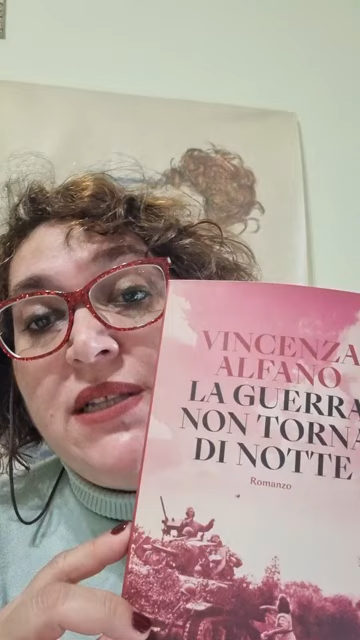 VINCENZA
ALFANO
LA GUERRA
NON TORNA
DI NOTTE
Romanzo